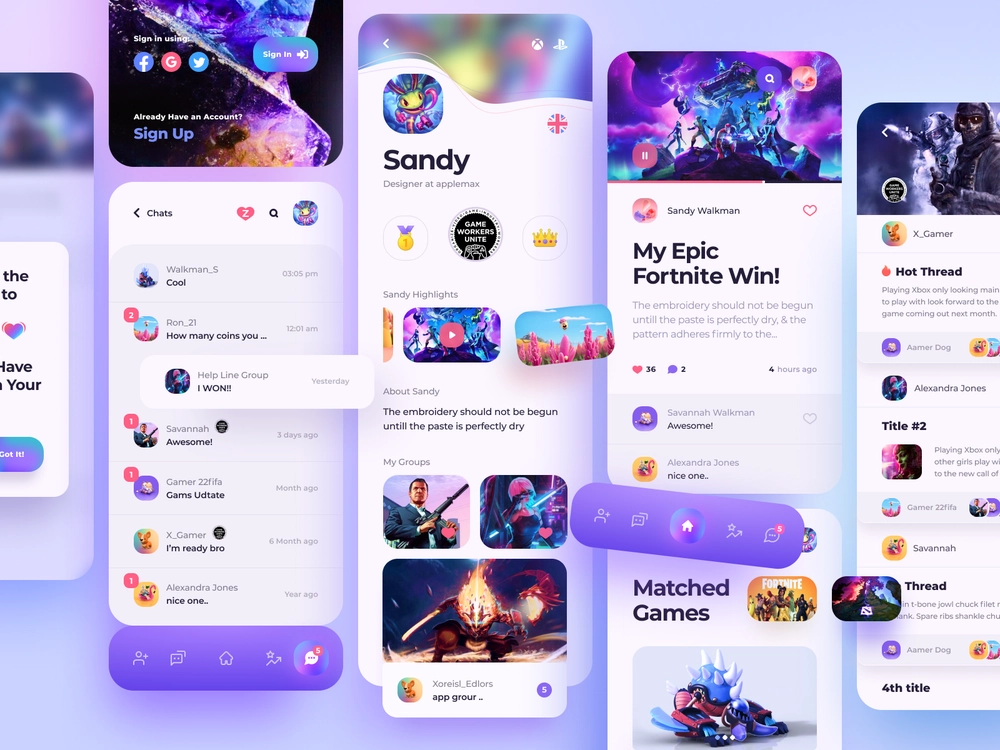 the
to
Have
Your
Got It!
Sign in using:
Sign In
Already Have an Account?
Sign Up
Chats
Z
Walkman_S
Cool
03:05 pm
2
Ron_21
How many coins you ...
12:01 am
Help Line Group
I WON!!
Yesterday
1
Savannah
Awesome!
3 days ago
1
Gamer 22fifa
Gams Udtate
Month ago
X_Gamer
I'm ready bro
6 Month ago
1
Alexandra Jones
nice one..
Year ago
5
Sandy
Designer at applemax
GAME
WORKERS
UNITE
Sandy Highlights
About Sandy
The embroidery should not be begun
untill the paste is perfectly dry
My Groups
Xoreisl_Edlors
app grour ..
5
Sandy Walkman
My Epic
Fortnite Win!
The embroidery should not be begun
untill the paste is perfectly dry, & the
pattern adheres firmly to the...
36
2
4 hours ago
Savannah Walkman
Awesome!
Alexandra Jones
nice one..
5
Matched
Games
FORTNITE
GAME
WORKERS
UNITE
X_Gamer
Hot Thread
Playing Xbox only looking main
to play with look forward to the
game coming out next month.
Aamer Dog
Alexandra Jones
Title #2
Playing Xbox only
other girls play wi
to the new call of
Gamer 22fifa
Savannah
Thread
in t-bone jowl chuck filet
ank. Spare ribs shankle chu
Aamer Dog
4th title